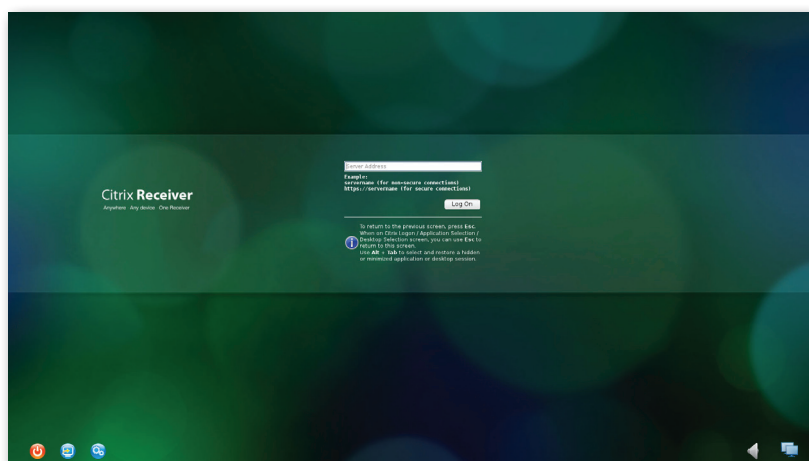 Server Address
Example:
servername (for non-secure connections)
https://servername (for secure connections)
Citrix Receiver
Anywhere Any device One Receiver
Log On
To return to the previous screen, press Esc.
When on Citrix Logon / Application Selection /
Desktop Selection screen, you can use Esc to
return to this screen.
Use Alt + Tab to select and restore a hidden
or minimized application or desktop session.